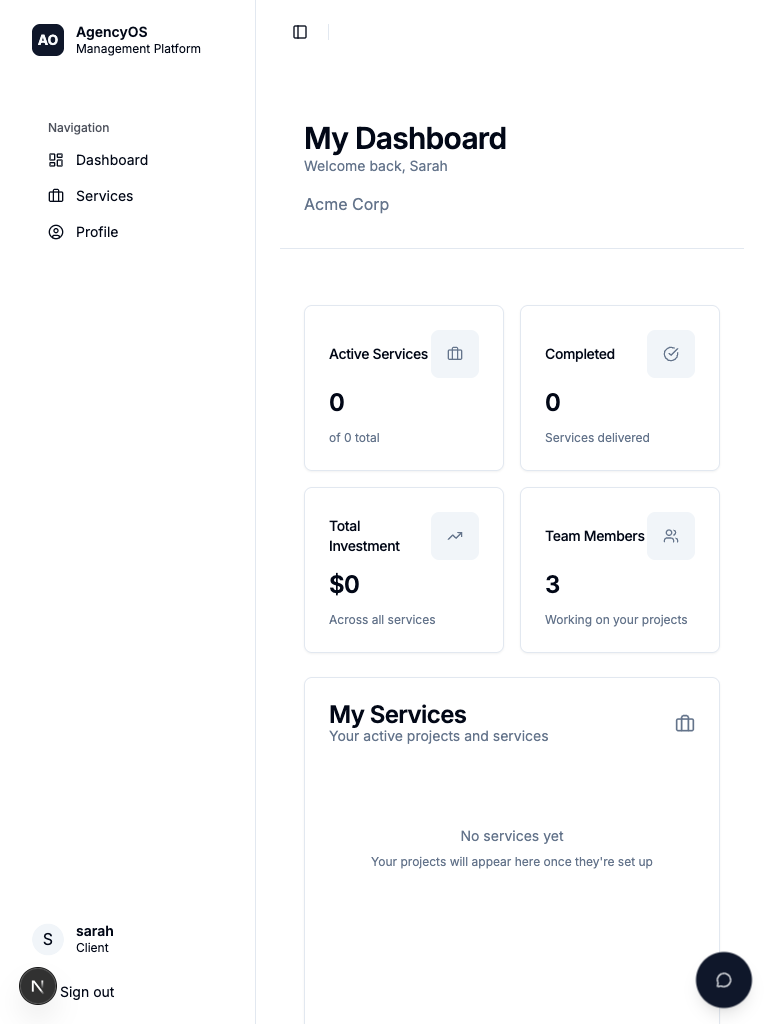 AO
AgencyOS
Management Platform
Navigation
Dashboard
Services
Profile
sarah
S
Client
N
Sign out
My Dashboard
Welcome back, Sarah
Acme Corp
Active Services
0
of 0 total
Completed
0
Services delivered
Total
Investment
$0
Across all services
Team Members
3
Working on your projects
My Services
Your active projects and services
No services yet
Your projects will appear here once they're set up